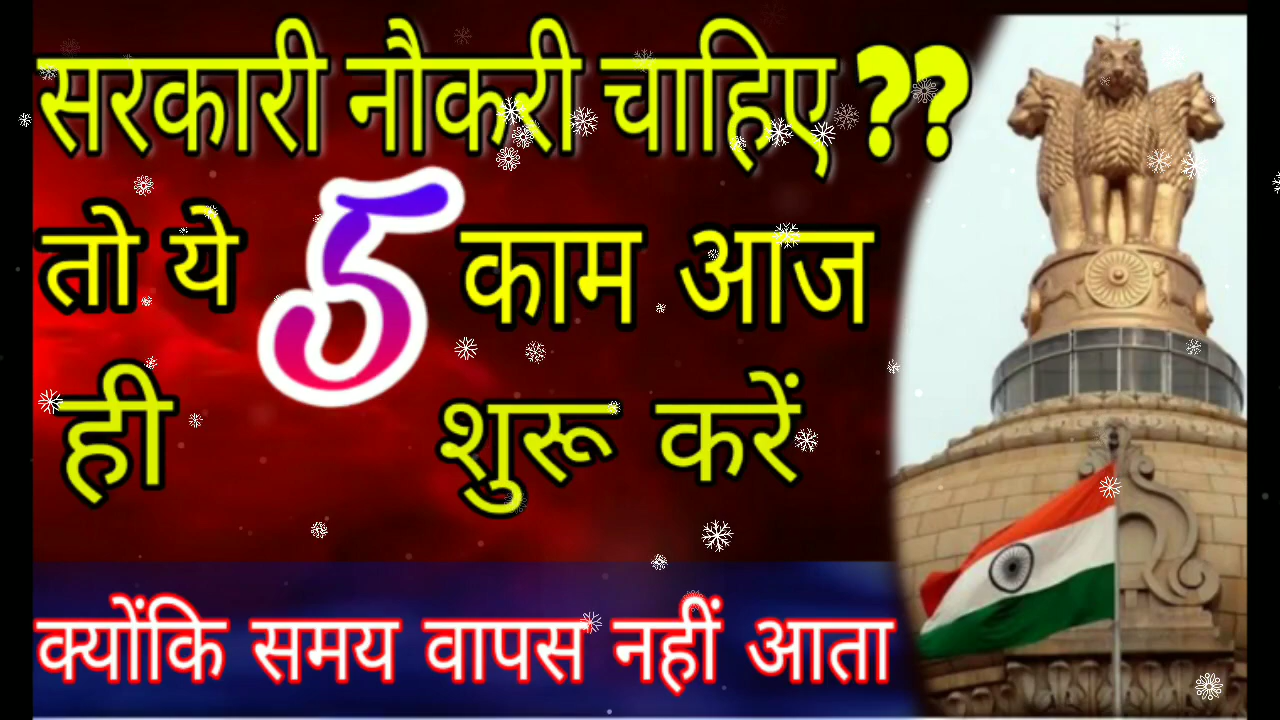 सरकारी नौकरी चाहिए ??
तो ये 5 काम आज
ही शुरू करें
क्योंकि समय वापस नहीं आता